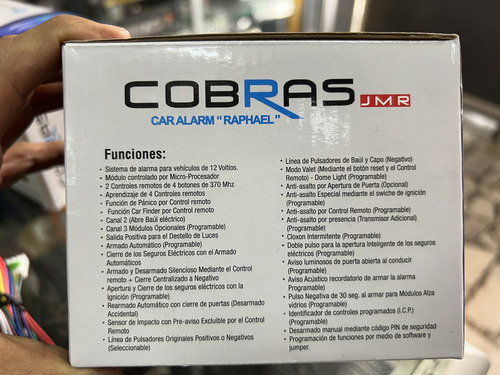 COBRAS JMR
CAR ALARM "RAPHAEL"
Funciones:
• Sistema de alarma para vehículos de 12 Voltios.
• Módulo controlado por Micro-Procesador
• 2 Controles remotos de 4 botones de 370 Mhz
• Aprendizaje de 4 Controles remotos
• Función de Pánico por Control remoto
• Función Car Finder por Control remoto
• Canal 2 (Abre Baúl eléctrico)
• Canal 3 Módulos Opcionales (Programable)
• Salida Positiva para el Destello de Luces
• Armado Automático (Programable)
• Cierre de los Seguros Eléctricos con el Armado
Automáticos
• Armado y Desarmado Silencioso Mediante el Control
remoto + Cierre Centralizado a Negativo
• Apertura y Cierre de los seguros eléctricos con la
Ignición (Programable)
• Rearmado Automático con cierre de puertas (Desarmado
Accidental)
• Sensor de Impacto con Pre-aviso Excluible por el Control
Remoto
• Línea de Pulsadores Originales Positivos o Negativos
(Seleccionable)
• Línea de Pulsadores de Baúl y Capo (Negativo)
• Modo Valet (Mediante el botón reset y el Control
Remoto) - Dome Light (Programable)
• Anti-asalto por Apertura de Puerta (Opcional)
• Anti-asalto Especial mediante el swiche de ignición
(Programable)
• Anti-asalto por Control Remoto (Programable)
• Anti-asalto por presencia (Transmisor Adicional)
(Programable)
• Cloxon Intermitente (Programable)
• Doble pulso para la apertura Inteligente de los seguros
eléctricos (Programable)
• Aviso luminosos de puerta abierta al conducir
(Programable)
• Aviso Acústico recordatorio de armar la alarma
Programable)
• Pulso Negativo de 30 seg. al armar para Módulos Alza
vidrios (Programable)
• Identificador de controles programados (I.C.P.)
(Programable)
• Desarmado manual mediante código PIN de seguridad
• Programación de funciones por medio de software y
jumper.